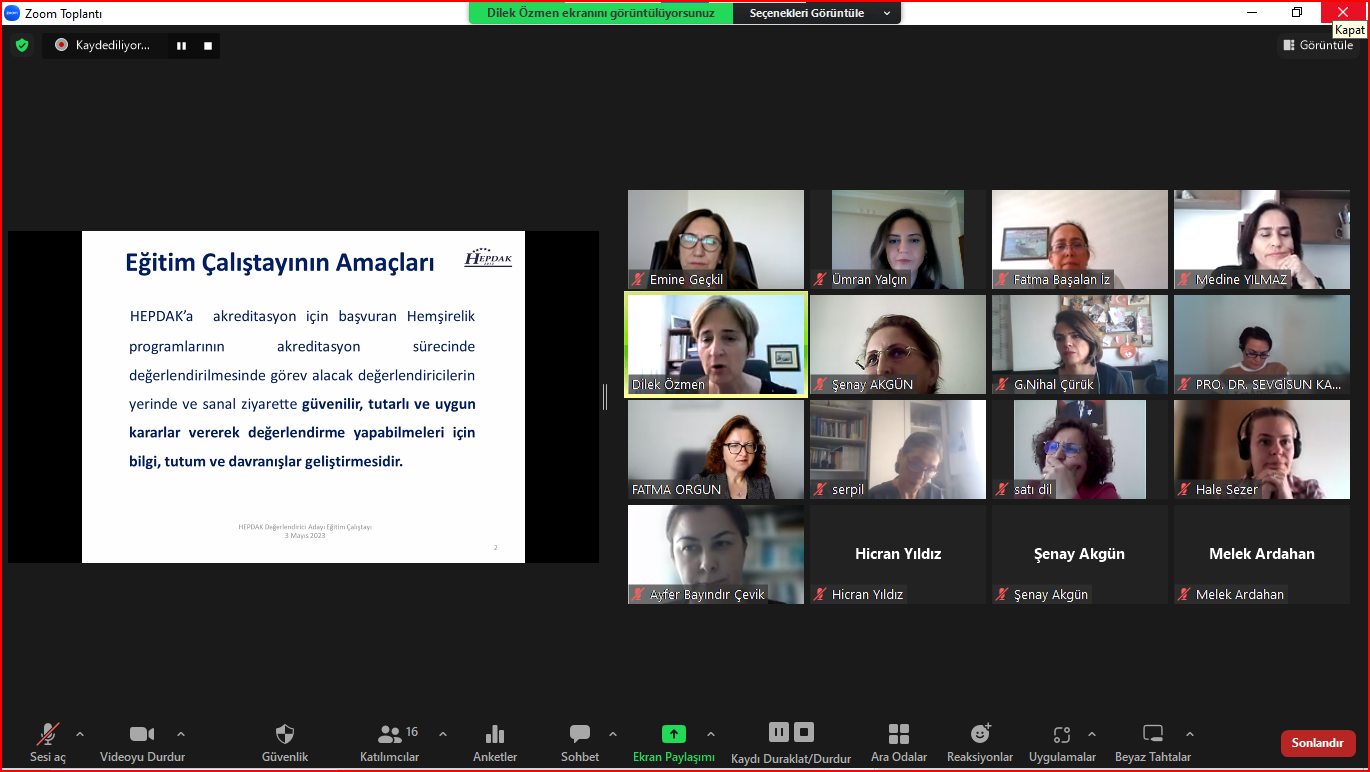 Zoom Toplantı
Dilek Özmen ekranını görüntülüyorsunuz
Seçenekleri Görüntüle
Kapat
Kaydediliyor...
Görüntüle
Eğitim Çalıştayının Amaçları
HEPDAK
HEPDAK’a akreditasyon için başvuran Hemşirelik
programlarının akreditasyon sürecinde
değerlendirilmesinde görev alacak değerlendiricilerin
yerinde ve sanal ziyarette güvenilir, tutarlı ve uygun
kararlar vererek değerlendirme yapabilmeleri için
bilgi, tutum ve davranışlar geliştirmesidir.
HEPDAK Değerlendirici Adayı Eğitim Çalıştayı
3 Mayıs 2023
2
Emine Geçkil
Ümran Yalçın
Fatma Başalan İz
Medine YILMAZ
Dilek Özmen
Şenay AKGÜN
G.Nihal Çürük
PRO. DR. SEVGİSUN KA...
FATMA ORGUN
serpil
satı dil
Hale Sezer
Ayfer Bayındır Çevik
Hicran Yıldız
Hicran Yıldız
Şenay Akgün
Şenay Akgün
Melek Ardahan
Melek Ardahan
Sesi aç
Videoyu Durdur
Güvenlik
Katılımcılar
16
Anketler
Sohbet
Ekran Paylaşımı
Kaydı Duraklat/Durdur
Ara Odalar
Reaksiyonlar
Uygulamalar
Beyaz Tahtalar
Sonlandır